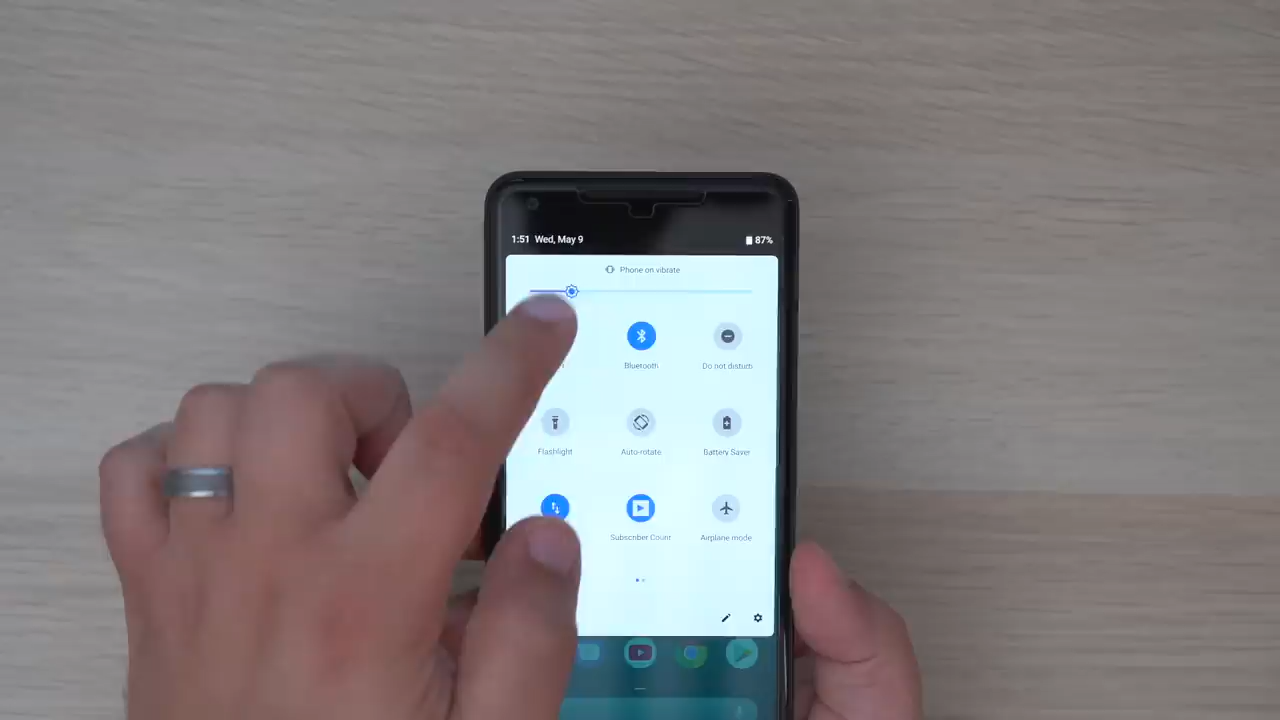 1:51 Wed, May 9 87%
Phone on vibrate
Bluetooth Do not disturb
Flashlight Auto-rotate Battery Saver
Subscriber Count Airplane mode